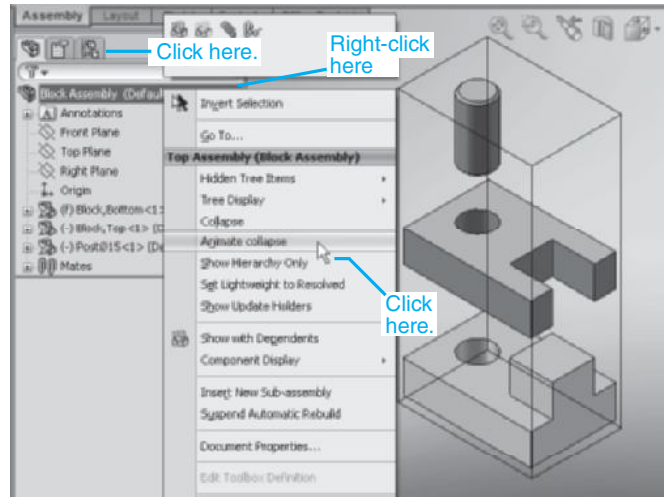 Assembly Layout
Click here.
Right-click
here
Block Assembly (Defau
Annotations
Front Plane
Top Plane
Right Plane
Origin
(f) Block,Bottom<1>
(-) Block,Top<1> (D
(-) PostØ15<1> (De
Mates
Invert Selection
Go To...
Top Assembly (Block Assembly)
Hidden Tree Items
Tree Display
Collapse
Animate collapse
Show Hierarchy Only
Set Lightweight to Resolved
Show Update Holders
Click
here.
Show with Dependents
Component Display
Insert New Sub-assembly
Suspend Automatic Rebuild
Document Properties...
Edit Toolbox Definition